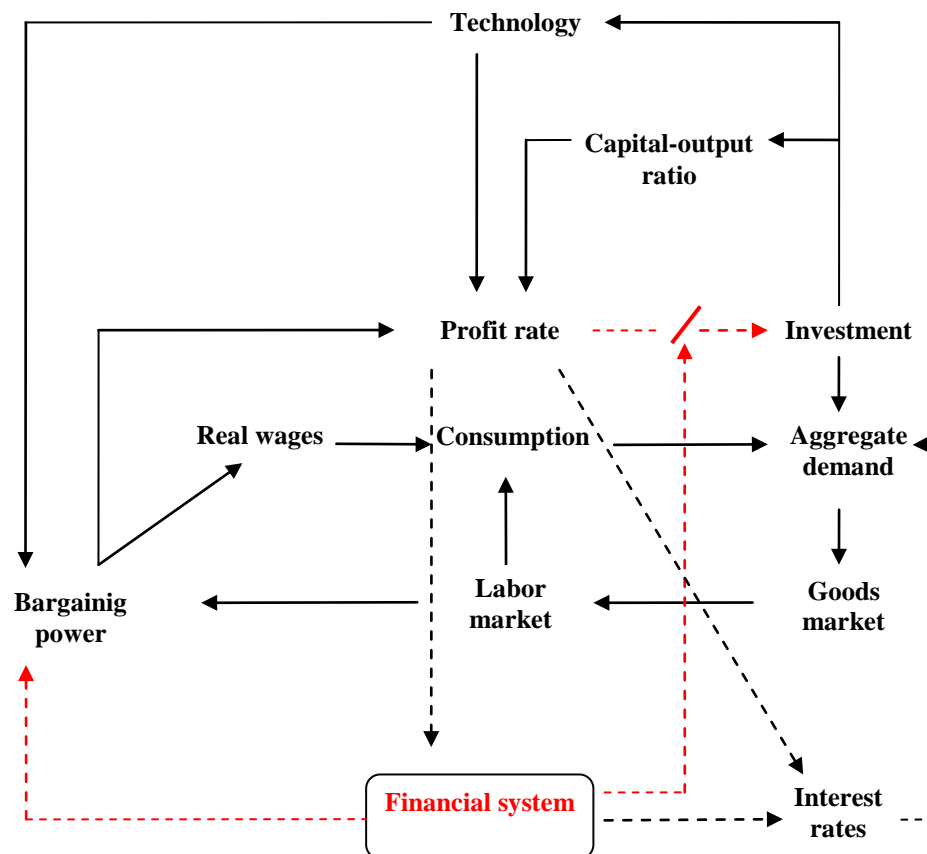 Technology
Capital-output
ratio
Profit rate
Investment
Real wages
Consumption
Aggregate
demand
Bargainig
power
Labor
market
Goods
market
Financial system
Interest
rates